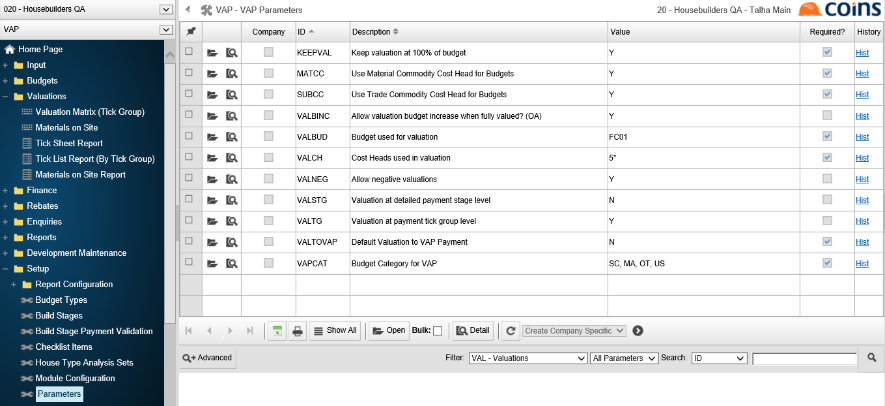 020 - Housebuilders QA
VAP - VAP Parameters
20 - Housebuilders QA - Talha Main
COINS
VAP
Home Page
Input
Budgets
Valuations
Valuation Matrix (Tick Group)
Materials on Site
Tick Sheet Report
Tick List Report (By Tick Group)
Materials on Site Report
Finance
Rebates
Enquiries
Reports
Development Maintenance
Setup
Report Configuration
Budget Types
Build Stages
Build Stage Payment Validation
Checklist Items
House Type Analysis Sets
Module Configuration
Parameters
Company ID Description Value Required? History
KEEPVAL Keep valuation at 100% of budget Y Hist
MATCC Use Material Commodity Cost Head for Budgets Y Hist
SUBCC Use Trade Commodity Cost Head for Budgets Y Hist
VALBINC Allow valuation budget increase when fully valued? (OA) Y Hist
VALBUD Budget used for valuation FC01 Hist
VALCH Cost Heads used in valuation 5* Hist
VALNEG Allow negative valuations Y Hist
VALSTG Valuation at detailed payment stage level N Hist
VALTG Valuation at payment tick group level Y Hist
VALTOVAP Default Valuation to VAP Payment N Hist
VAPCAT Budget Category for VAP SC, MA, OT, US Hist
Show All Open Bulk: Detail Create Company Specific
Advanced Filter: VAL - Valuations All Parameters Search: ID